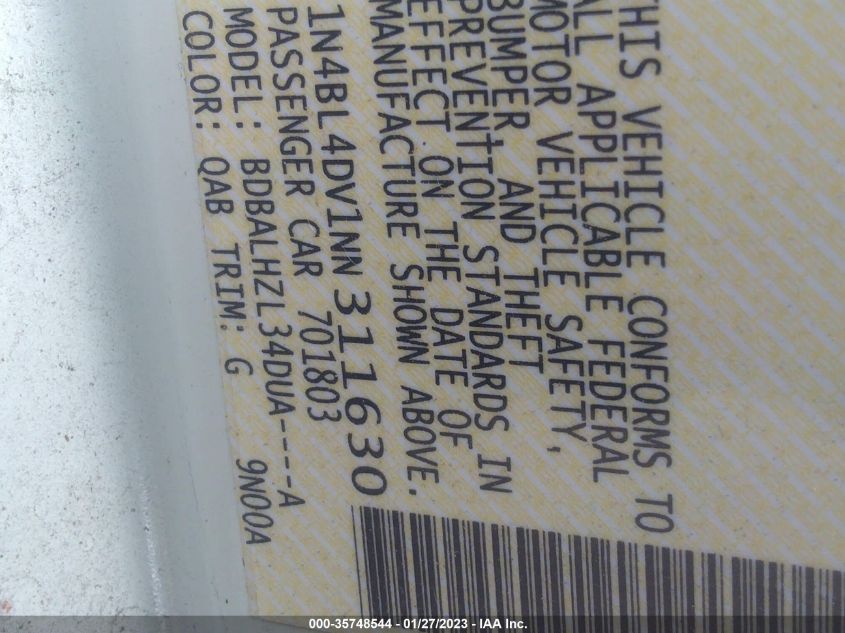 THIS VEHICLE CONFORMS TO
ALL APPLICABLE FEDERAL
MOTOR VEHICLE SAFETY,
BUMPER, AND THEFT
PREVENTION STANDARDS IN
EFFECT ON THE DATE OF
MANUFACTURE SHOWN ABOVE.
1N4BL4DV1NN311630
PASSENGER CAR 701803
MODEL: BDBALHZL34DUA----A
COLOR: QAB TRIM: G 9N00A
000-35748544 - 01/27/2023 - © IAA Inc.